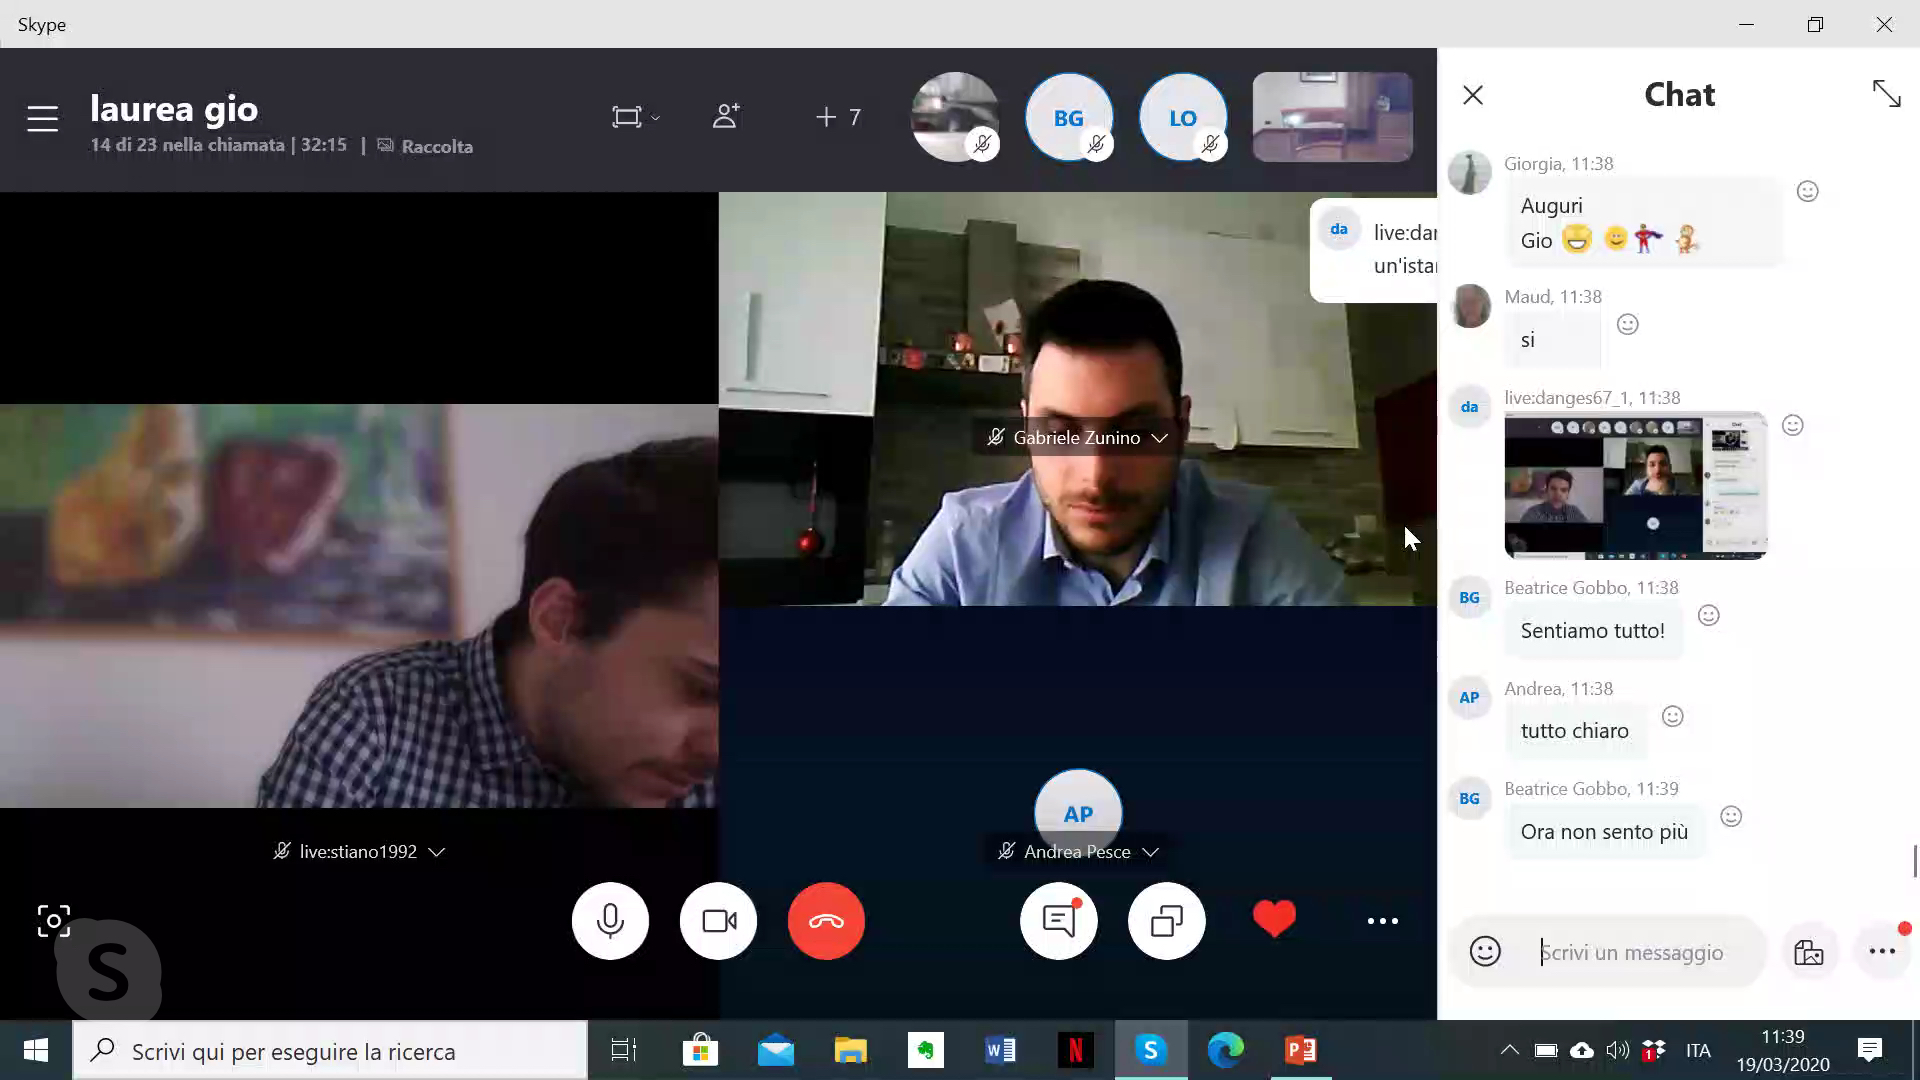 Skype
laurea gio
14 di 23 nella chiamata | 32:15 | Raccolta
7
BG
LO
Chat
da
live:dan
un'ista
Gabriele Zunino
live:stiano1992
AP
Andrea Pesce
S
Giorgia, 11:38
Auguri
Gio
Maud, 11:38
si
da
live:danges67_1, 11:38
Beatrice Gobbo, 11:38
BG
Sentiamo tutto!
Andrea, 11:38
AP
tutto chiaro
Beatrice Gobbo, 11:39
BG
Ora non sento più
Scrivi un messaggio
Scrivi qui per eseguire la ricerca
ITA
11:39
19/03/2020